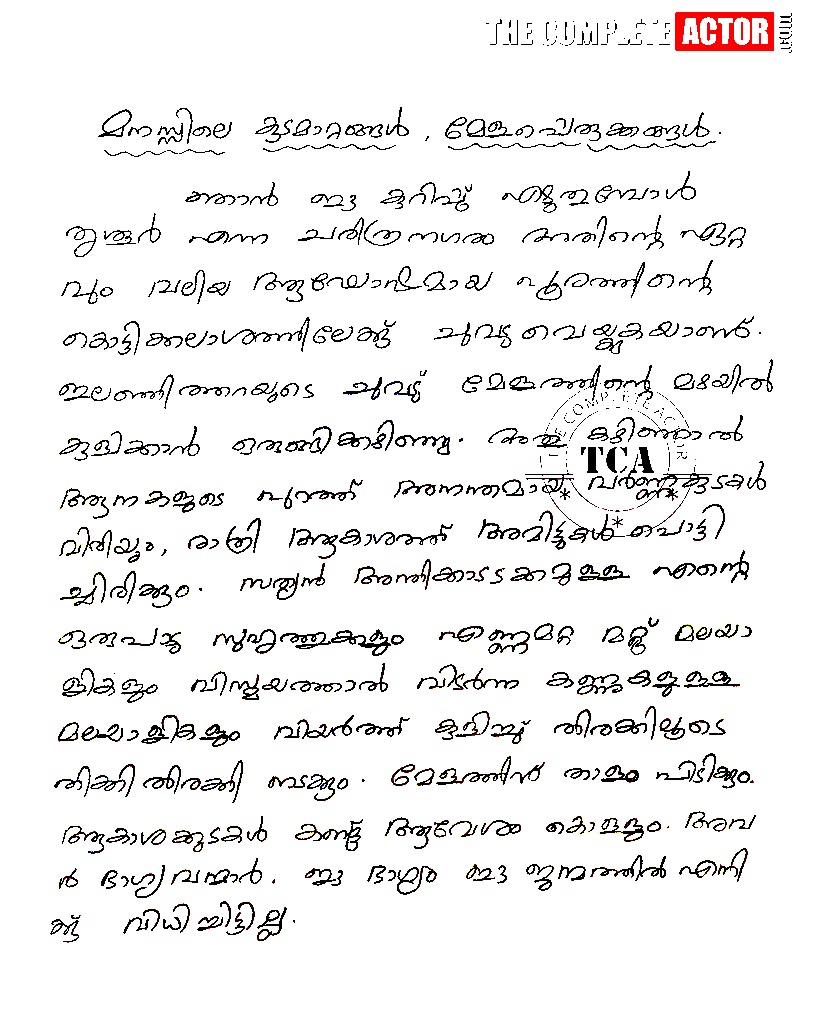 THE COMPLETE ACTOR
മനസ്സിലെ കുടമാറ്റങ്ങൾ, മേളപ്പെരുക്കങ്ങൾ.
ഞാൻ ഈ കുറിപ്പ് എഴുതുമ്പോൾ
തൃശൂർ എന്ന ചരിത്രനഗരം അതിന്റെ ഏറ്റ
വും വലിയ ആഘോഷമായ പൂരത്തിന്റെ
കൊട്ടിക്കലാശത്തിലേക്ക് ചുവടു വെയ്ക്കുകയാണ്.
ഇലഞ്ഞിത്തറയുടെ ചുവട് മേളത്തിന്റെ മഴയിൽ
കുളിക്കാൻ ഒരുങ്ങിക്കഴിഞ്ഞു. അതു കഴിഞ്ഞാൽ
ആനകളുടെ പുറത്ത് അനന്തമായ വർണ്ണക്കുടകൾ
വിരിയും, രാത്രി ആകാശത്ത് അമിട്ടുകൾ പൊട്ടി
ച്ചിരിക്കും. സത്യൻ അന്തിക്കാടടക്കമുള്ള എന്റെ
ഒരുപാടു സുഹൃത്തുക്കളും എണ്ണമറ്റ മറ്റ് മലയാ
ളികളും വിസ്മയത്താൽ വിടർന്ന കണ്ണുകളുള്ള
മലയാളികളും വിയർത്ത് കുളിച്ച് തിരക്കിലൂടെ
തിക്കിത്തിരക്കി നടക്കും. മേളത്തിന് താളം പിടിക്കും.
ആകാശക്കുടകൾ കണ്ട് ആവേശം കൊള്ളും. അവ
ർ ഭാഗ്യവന്മാർ. ഈ ഭാഗ്യം ഈ ജന്മത്തിൽ എനി
ക്ക് വിധിച്ചിട്ടില്ല.
THE COMPLETE ACTOR
TCA